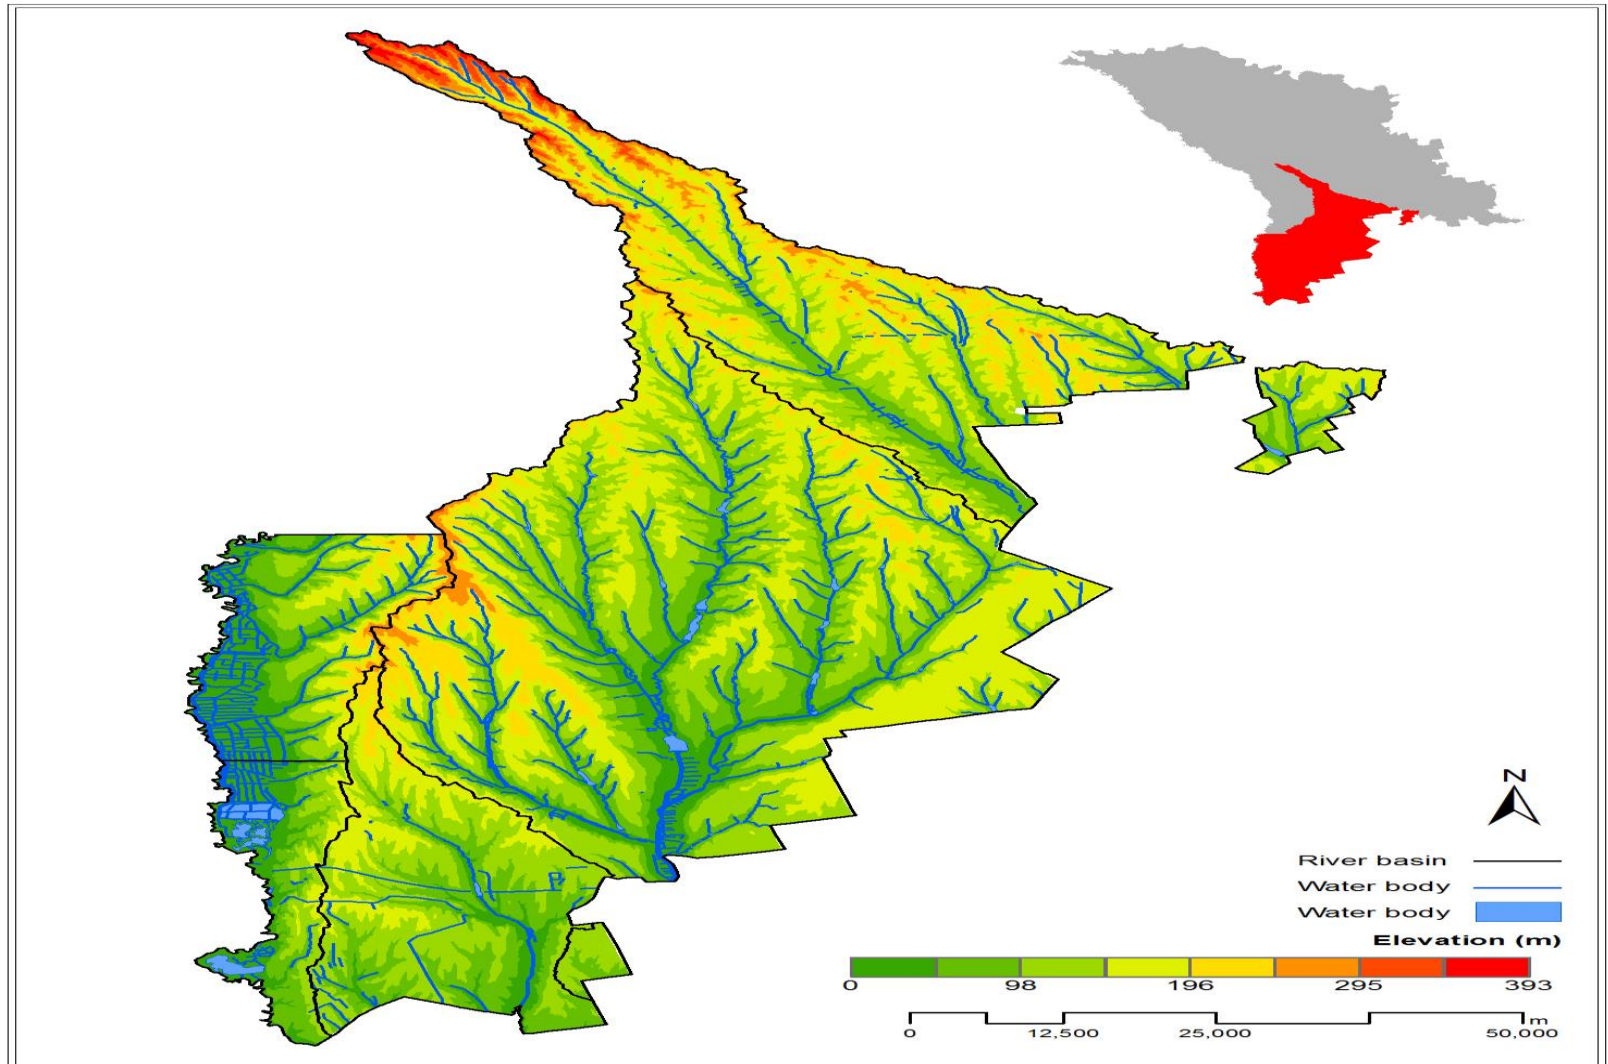 N
River basin
Water body
Water body
Elevation (m)
0 98 196 295 393
0 12,500 25,000 50,000 m